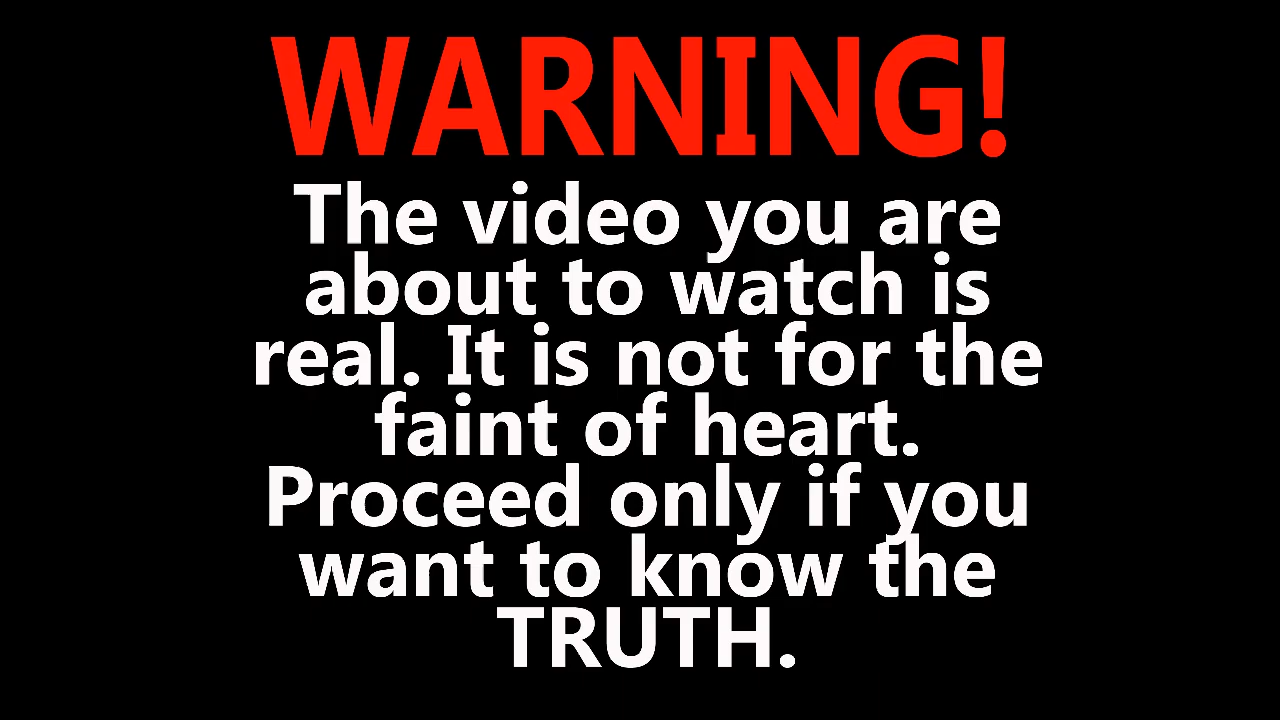 WARNING!
The video you are
about to watch is
real. It is not for the
faint of heart.
Proceed only if you
want to know the
TRUTH.